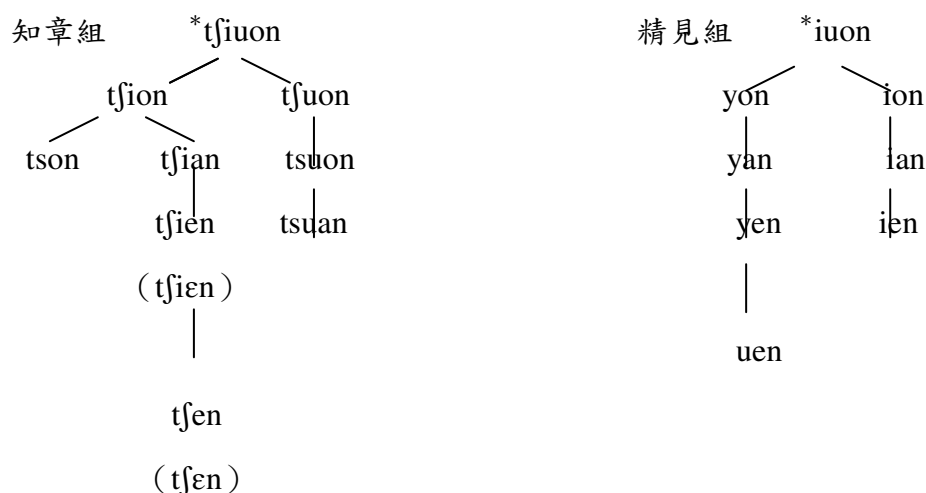 知章組 *tʃiuon 精見組 *iuon
tʃion tʃuon yon ion
tson tʃian tsuon yan ian
tʃien tsuan yen ien
（tʃiɛn）
uen
tʃen
（tʃɛn）